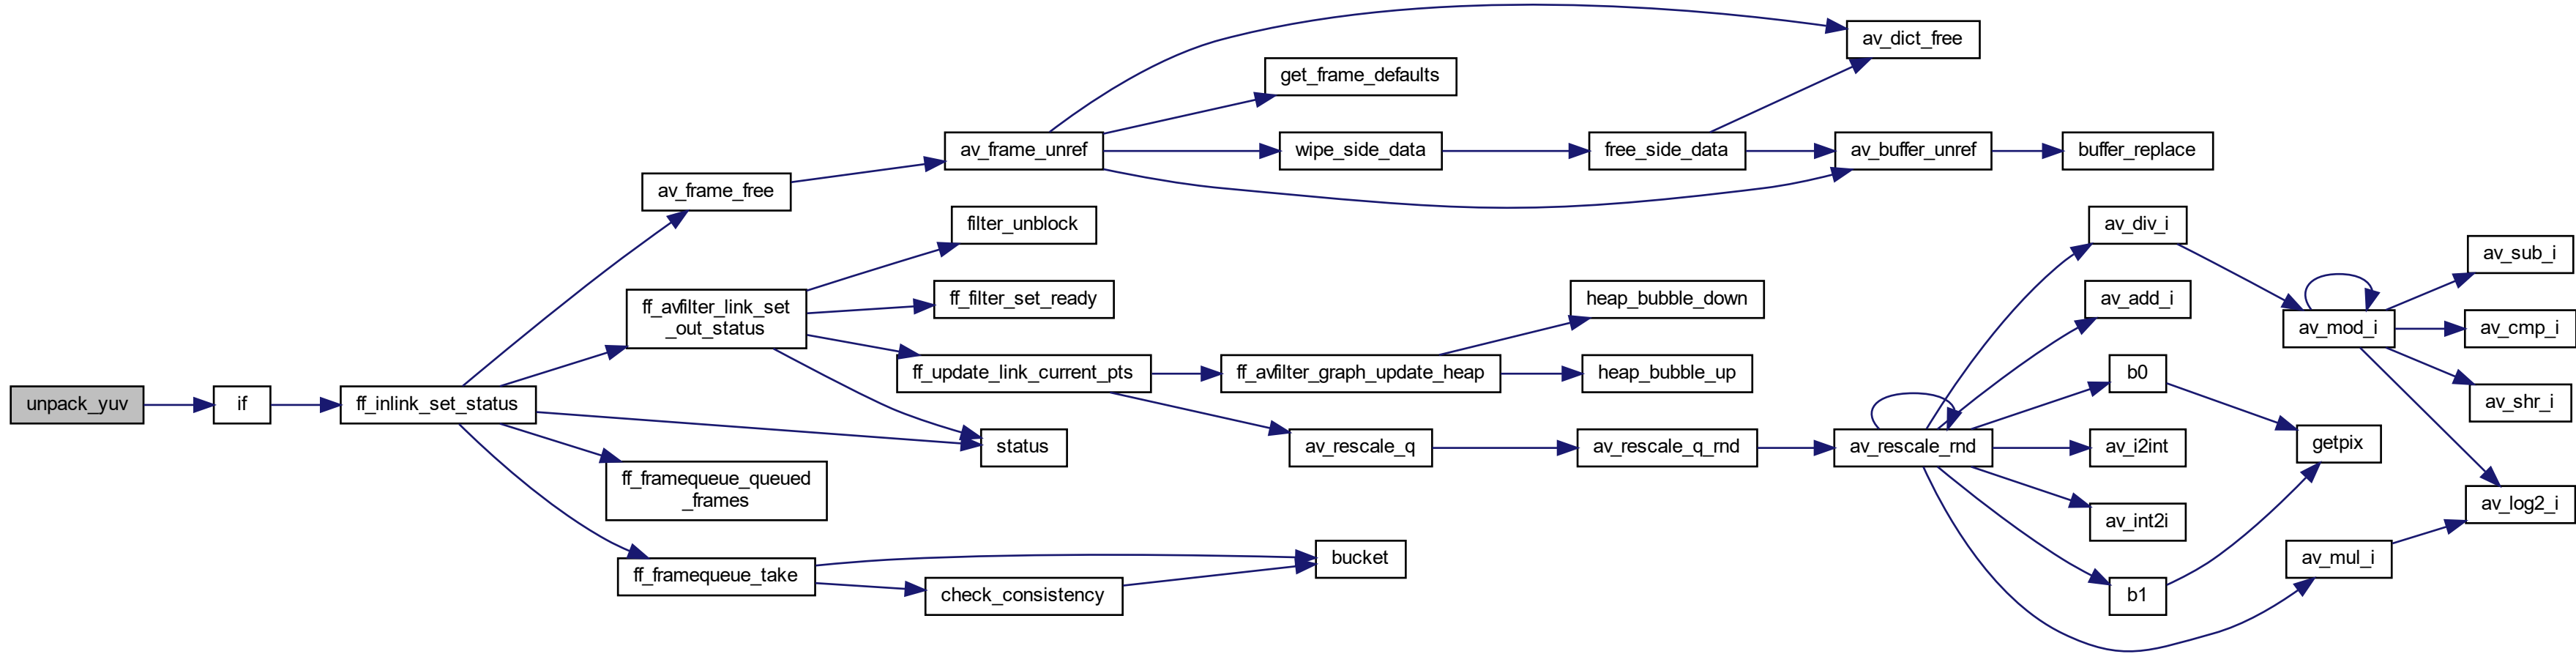 unpack_yuv
if
ff_inlink_set_status
av_frame_free
ff_avfilter_link_set
_out_status
ff_framequeue_queued
_frames
ff_framequeue_take
av_frame_unref
filter_unblock
ff_filter_set_ready
ff_update_link_current_pts
status
check_consistency
get_frame_defaults
wipe_side_data
ff_avfilter_graph_update_heap
av_rescale_q
bucket
free_side_data
heap_bubble_down
heap_bubble_up
av_rescale_q_rnd
av_dict_free
av_buffer_unref
av_rescale_rnd
buffer_replace
av_div_i
av_add_i
b0
av_i2int
av_int2i
b1
av_mod_i
getpix
av_mul_i
av_sub_i
av_cmp_i
av_shr_i
av_log2_i